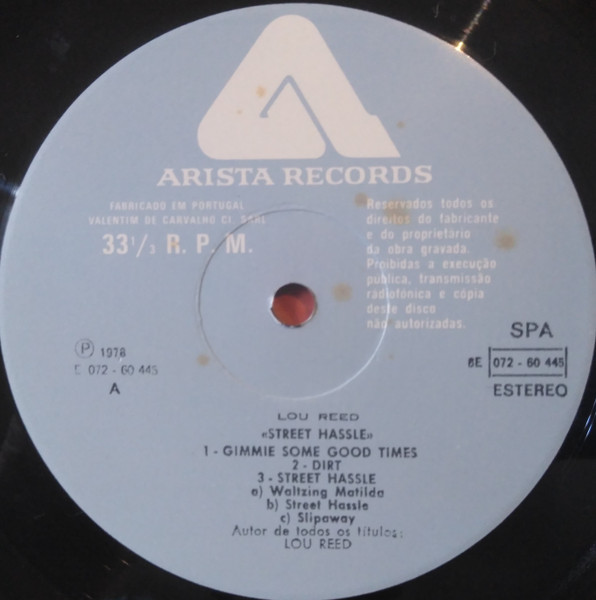 ARISTA RECORDS
FABRICADO EM PORTUGAL
VALENTIM DE CARVALHO CI. SARL
33 1/3 R. P. M.
Reservados todos os
direitos do fabricante
e do proprietário
da obra gravada.
Proibidas a execução
publica, transmissão
radiofónica e cópia
deste disco
não autorizadas.
Ⓟ 1978
E 072 - 60 445
A
SPA
8E 072 - 60 445
ESTEREO
LOU REED
«STREET HASSLE»
1 - GIMMIE SOME GOOD TIMES
2 - DIRT
3 - STREET HASSLE
a) Waltzing Matilda
b) Street Hassle
c) Slipaway
Autor de todos os títulos:
LOU REED